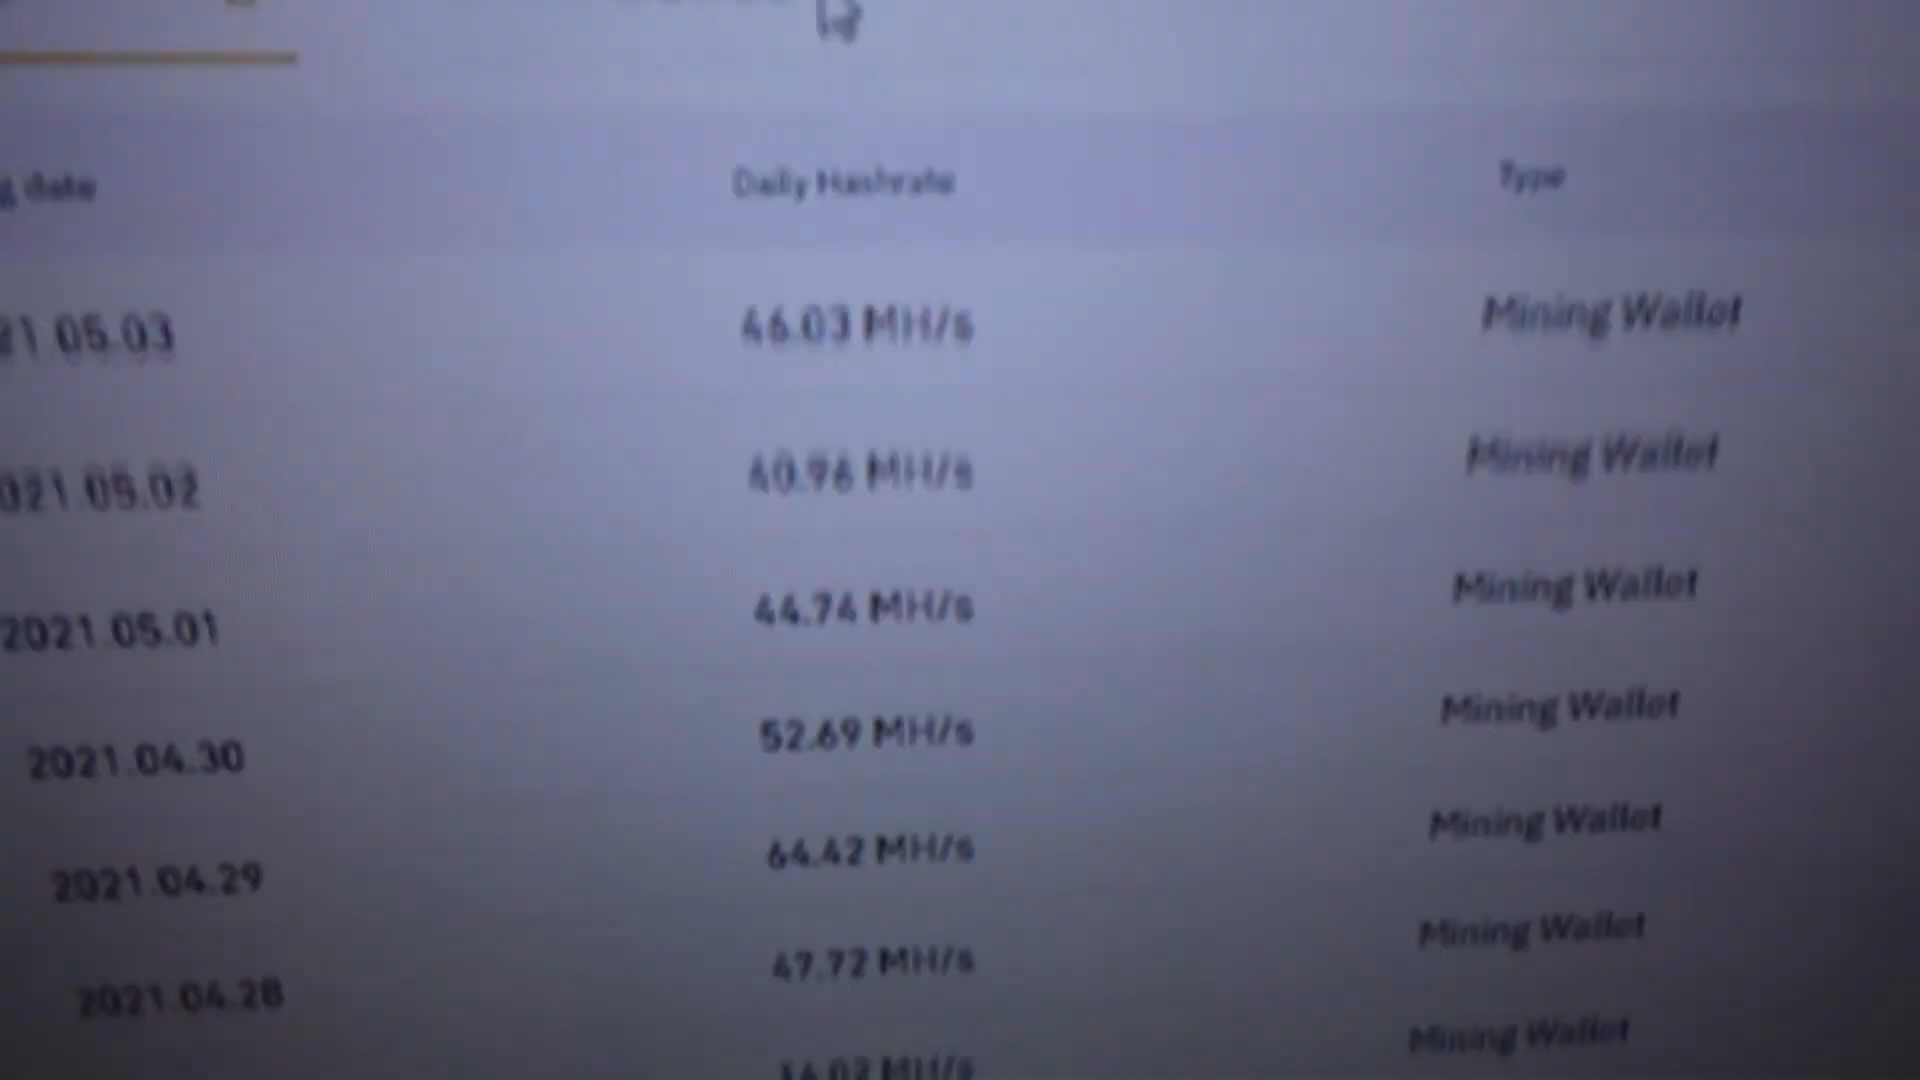 g date Daily Hashrate Type
21.05.03 46.03 MH/s Mining Wallet
021.05.02 40.96 MH/s Mining Wallet
2021.05.01 44.74 MH/s Mining Wallet
2021.04.30 52.69 MH/s Mining Wallet
2021.04.29 64.42 MH/s Mining Wallet
2021.04.28 47.72 MH/s Mining Wallet
MH/s Mining Wallet